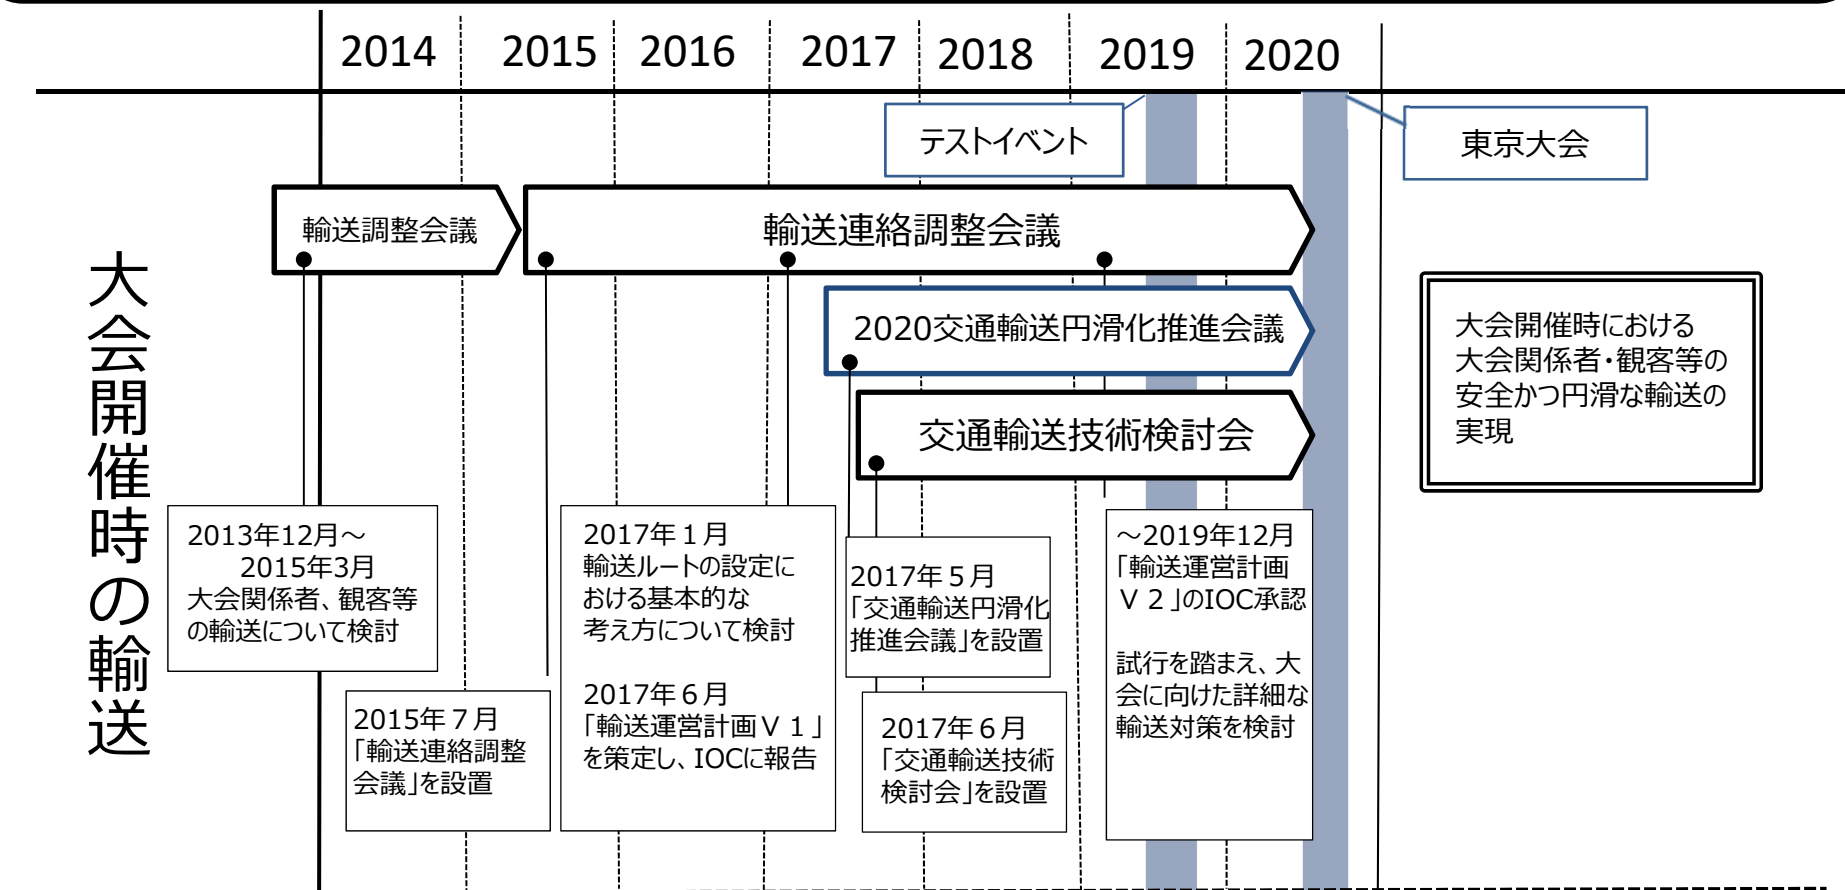 2014 2015 2016 2017 2018 2019 2020
テストイベント
東京大会
輸送調整会議
輸送連絡調整会議
2020交通輸送円滑化推進会議
交通輸送技術検討会
大会開催時の輸送
大会開催時における
大会関係者・観客等の
安全かつ円滑な輸送の
実現
2013年12月～
2015年3月
大会関係者、観客等
の輸送について検討
2015年７月
「輸送連絡調整
会議」を設置
2017年１月
輸送ルートの設定に
おける基本的な
考え方について検討
2017年６月
「輸送運営計画Ｖ１」
を策定し、IOCに報告
2017年５月
「交通輸送円滑化
推進会議」を設置
2017年６月
「交通輸送技術
検討会」を設置
～2019年12月
「輸送運営計画
Ｖ２」のIOC承認
試行を踏まえ、大
会に向けた詳細な
輸送対策を検討